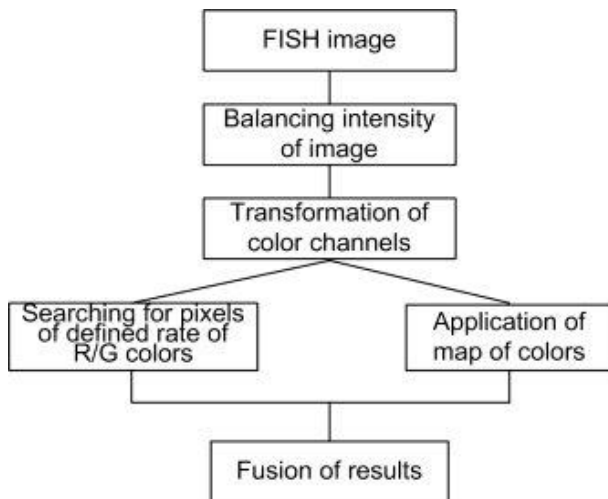 FISH image
Balancing intensity
of image
Transformation of
color channels
Searching for pixels
of defined rate of
R/G colors
Application of
map of colors
Fusion of results